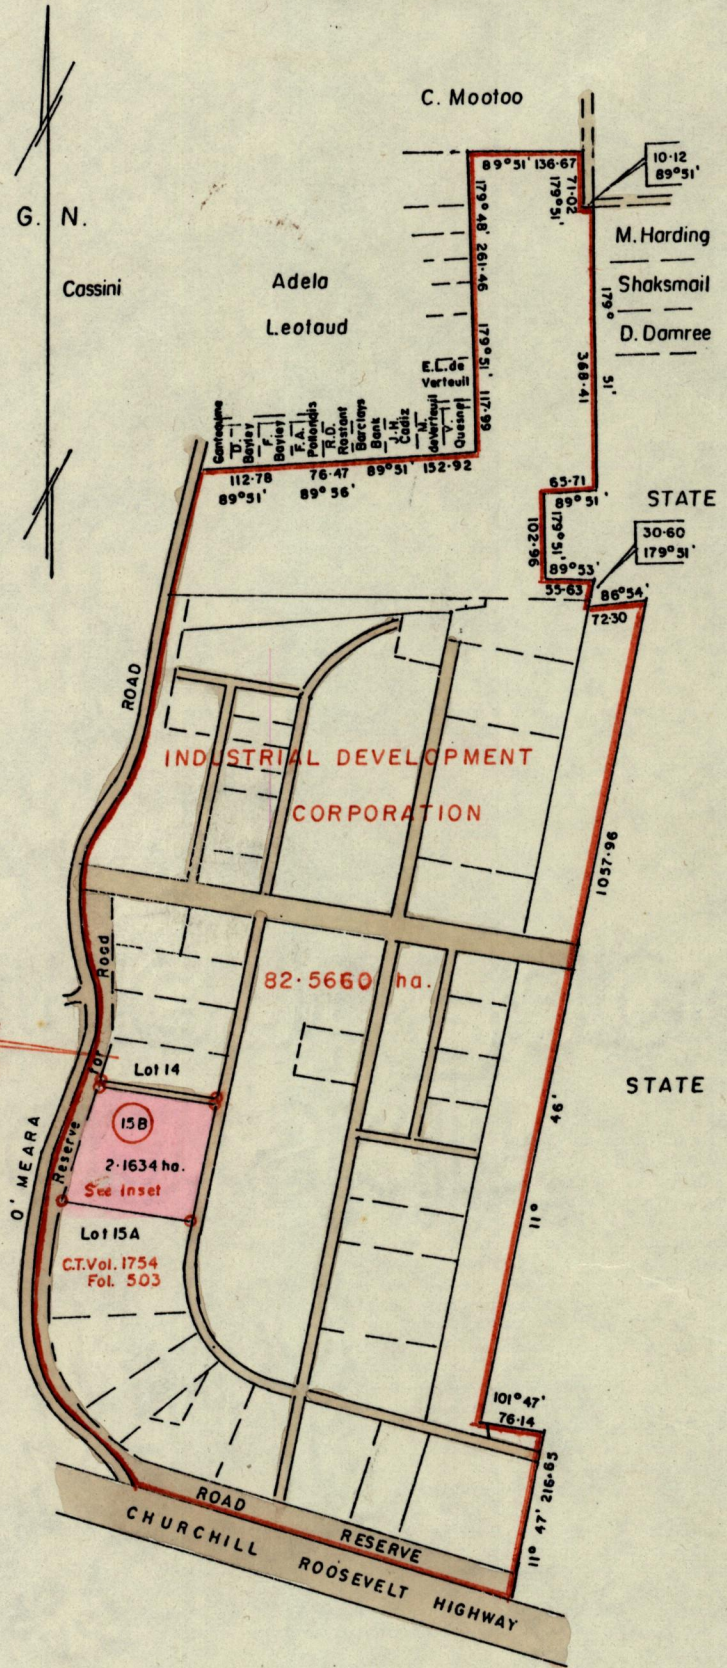 C. Mootoo
89°51' 136·67
71·02
179°51'
10·12
89°51'
G. N.
Cassini
179°48' 261·46
M. Harding
Adela
Leotaud
Shaksmail
D. Damree
179° 51'
368·41
179°51' 117·99
E.L.de
Verteuil
D.
Bayley
F.
Bayley
F.A.
Pollondis
R.D.
Rostant
Barclays
Bank
J.H.
Cadiz
M.
deVerteuil
V.
Quesnel
112·78
89°51'
76·47
89°56'
89°51' 152·92
65·71
89°51'
STATE
102·96
179°51'
30·60
179°51'
89°53'
55·63
86°54'
72·30
ROAD
INDUSTRIAL DEVELOPMENT
CORPORATION
1057·96
82·5660 ha.
Reserve for Road
Lot 14
STATE
15B
2·1634 ha.
See Inset
O' MEARA
11° 46'
Lot 15A
C.T.Vol. 1754
Fol. 503
101°47'
76·14
11° 47' 216·65
ROAD RESERVE
CHURCHILL ROOSEVELT HIGHWAY